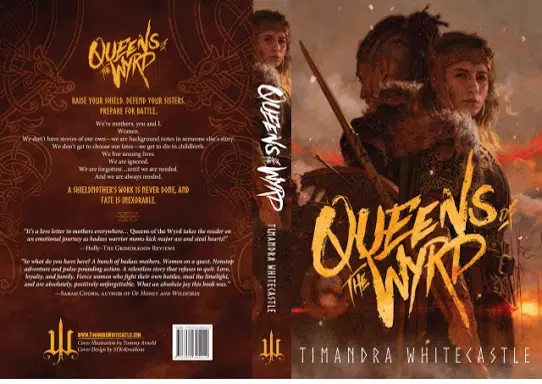 QUEENS of
THE WYRD
RAISE YOUR SHIELD. DEFEND YOUR SISTERS.
PREPARE FOR BATTLE.
We're mothers, you and I.
Women.
We don't have stories of our own—we are background notes in someone else's story.
We don't get to choose our fates—we get to die in childbirth.
We live unsung lives.
We are ignored.
We are forgotten...until we are needed.
And we are always needed.
A SHIELDMOTHER'S WORK IS NEVER DONE, AND
FATE IS INEXORABLE.
"It's a love letter to mothers everywhere... Queens of the Wyrd takes the reader on
an emotional journey as badass warrior moms kick major ass and steal hearts!"
—Holly–The Grimdragon Reviews
"So what do you have here? A bunch of badass mothers. Women on a quest. Nonstop
adventure and pulse-pounding action. A relentless story that refuses to quit. Love,
loyalty, and family. Fierce women who fight their own battles, steal the limelight,
and are absolutely, positively unforgettable. What an absolute joy this book was."
—Sarah Chorn, author of Of Honey and Wildfires
www.TimandraWhitecastle.com
Cover Illustration by Tommy Arnold
Cover Design by STK•Kreations
QUEENS of THE WYRD
TIMANDRA WHITECASTLE
QUEENS of
THE WYRD
TIMANDRA WHITECASTLE